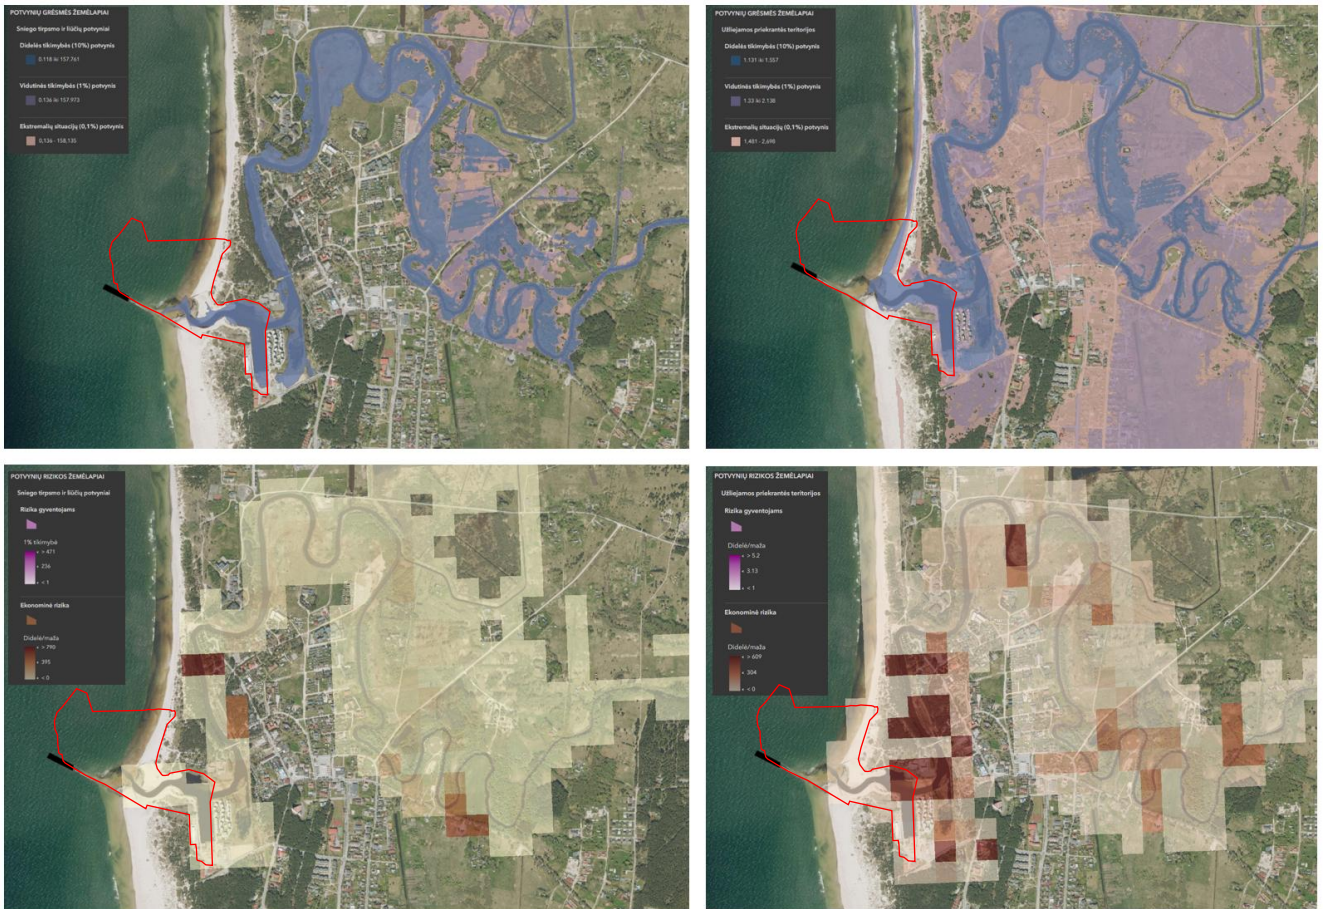 POTVYNIŲ GRĖSMĖS ŽEMĖLAPIAI
Sniego tirpsmo ir liūčių potvyniai
Didelės tikimybės (10%) potvynis
0.118 iki 157.761
Vidutinės tikimybės (1%) potvynis
0.136 iki 157.973
Ekstremalių situacijų (0,1%) potvynis
0,136 - 158,135
POTVYNIŲ GRĖSMĖS ŽEMĖLAPIAI
Užliejamos priekrantės teritorijos
Didelės tikimybės (10%) potvynis
1.131 iki 1.557
Vidutinės tikimybės (1%) potvynis
1.33 iki 2.138
Ekstremalių situacijų (0,1%) potvynis
1,481 - 2,698
POTVYNIŲ RIZIKOS ŽEMĖLAPIAI
Sniego tirpsmo ir liūčių potvyniai
Rizika gyventojams
1% tikimybė
> 471
236
< 1
Ekonominė rizika
Didelė/maža
> 790
395
< 0
POTVYNIŲ RIZIKOS ŽEMĖLAPIAI
Užliejamos priekrantės teritorijos
Rizika gyventojams
Didelė/maža
> 5.2
3.13
< 1
Ekonominė rizika
Didelė/maža
> 609
304
< 0